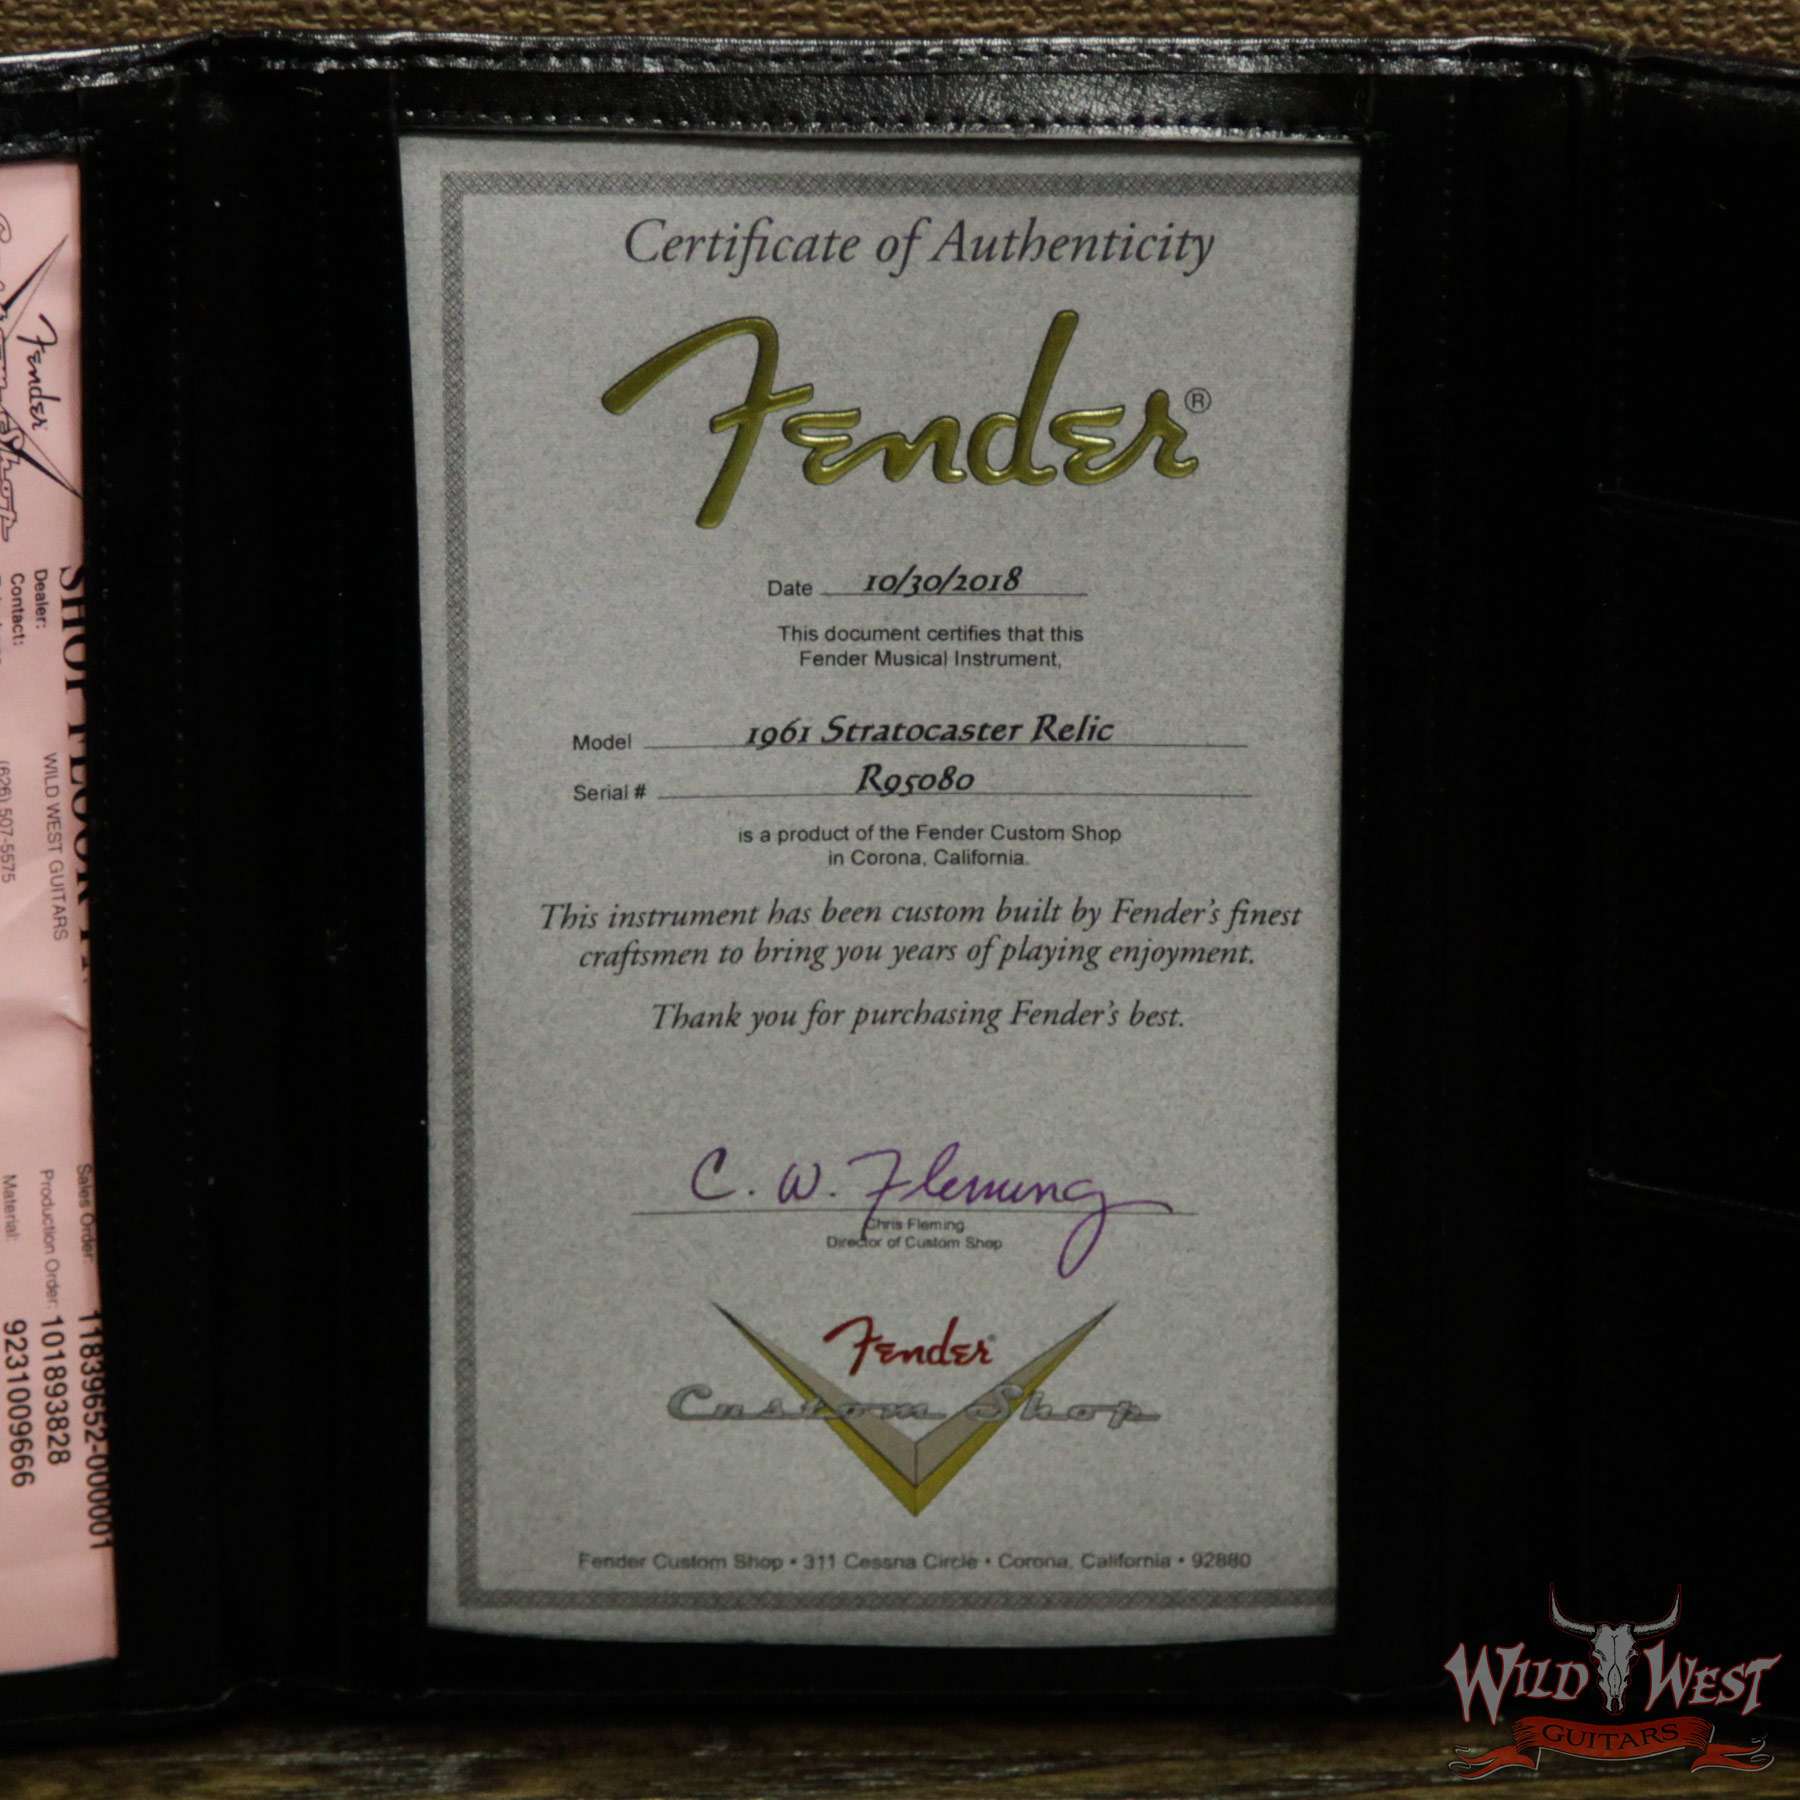 Certificate of Authenticity
Fender®
Date 10/30/2018
This document certifies that this
Fender Musical Instrument,
Model 1961 Stratocaster Relic
Serial # R95080
is a product of the Fender Custom Shop
in Corona, California.
This instrument has been custom built by Fender's finest
craftsmen to bring you years of playing enjoyment.
Thank you for purchasing Fender's best.
C. W. Fleming
Chris Fleming
Director of Custom Shop
Fender
Custom Shop
Fender Custom Shop • 311 Cessna Circle • Corona, California • 92880
Fender
Dealer: WILD WEST GUITARS
Contact:
(626) 507-5575
Sales Order: 11839652-000001
Production Order: 101893828
Material: 9231009666
WILD WEST
GUITARS